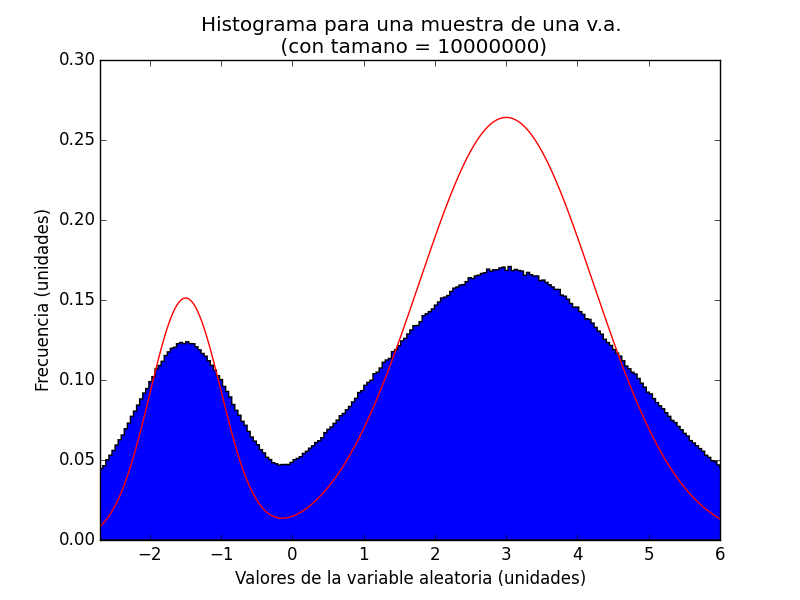 Histograma para una muestra de una v.a.
(con tamano = 10000000)
0.30
0.25
0.20
0.15
0.10
0.05
0.00
Frecuencia (unidades)
−2 −1 0 1 2 3 4 5 6
Valores de la variable aleatoria (unidades)